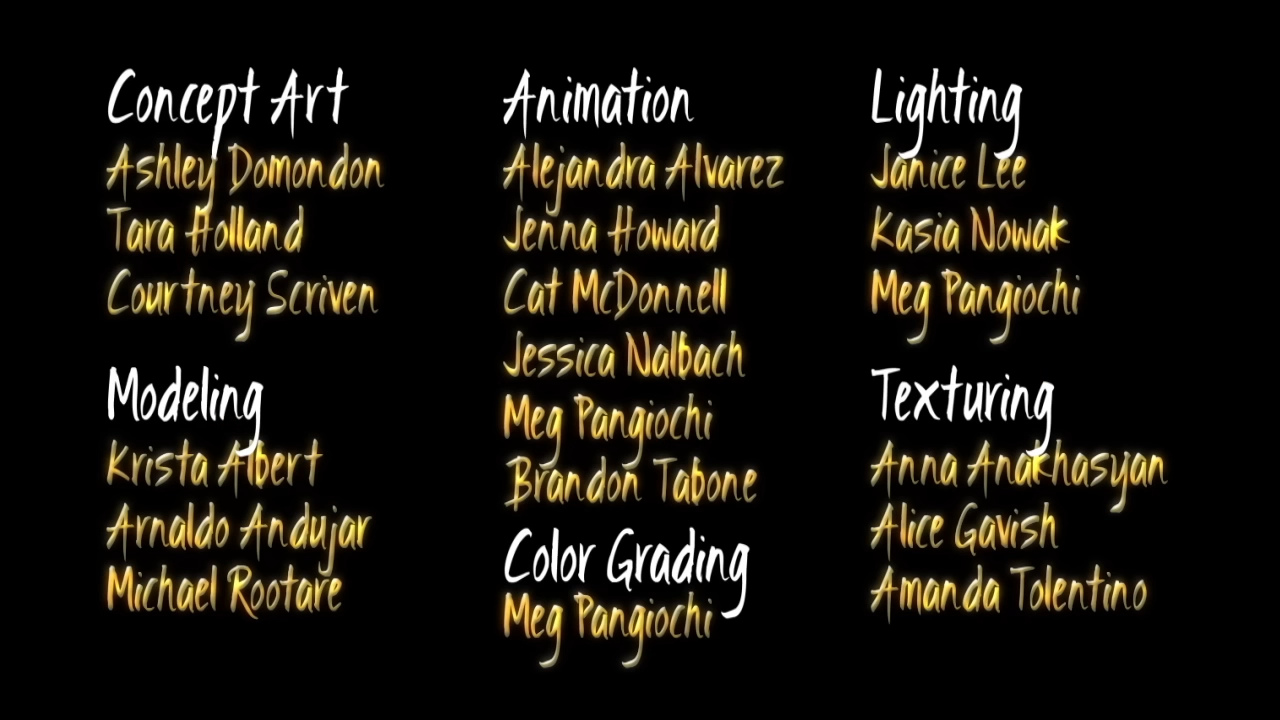 Concept Art
Ashley Domondon
Tara Holland
Courtney Scriven
Modeling
Krista Albert
Arnaldo Andujar
Michael Rootare
Animation
Alejandra Alvarez
Jenna Howard
Cat McDonnell
Jessica Nalbach
Meg Pangiochi
Brandon Tabone
Color Grading
Meg Pangiochi
Lighting
Janice Lee
Kasia Nowak
Meg Pangiochi
Texturing
Anna Anakhasyan
Alice Gavish
Amanda Tolentino